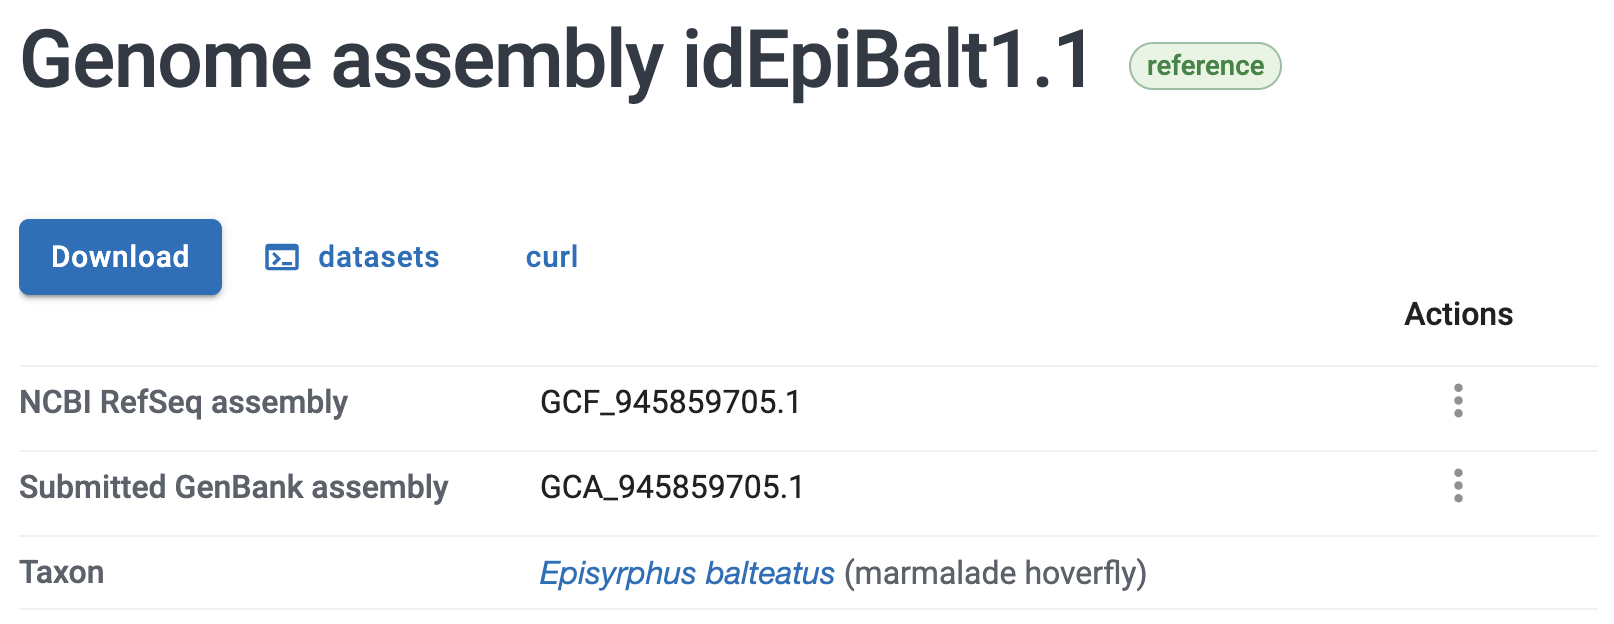 Genome assembly idEpiBalt1.1 reference
Download datasets curl
Actions
NCBI RefSeq assembly GCF_945859705.1
Submitted GenBank assembly GCA_945859705.1
Taxon Episyrphus balteatus (marmalade hoverfly)